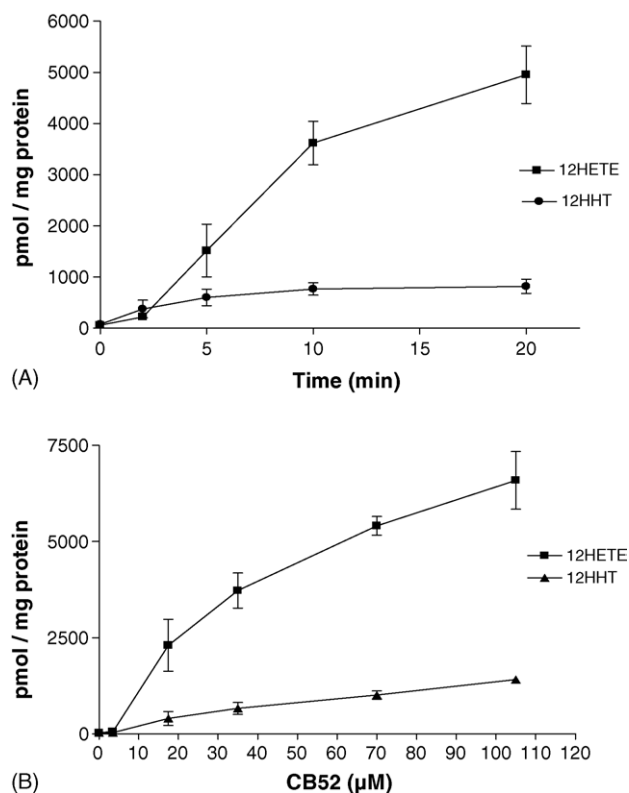 6000
5000
4000
3000
2000
1000
0
pmol / mg protein
12HETE
12HHT
0 5 10 15 20
(A)
Time (min)
7500
5000
2500
0
pmol / mg protein
12HETE
12HHT
0 10 20 30 40 50 60 70 80 90 100 110 120
(B)
CB52 (µM)